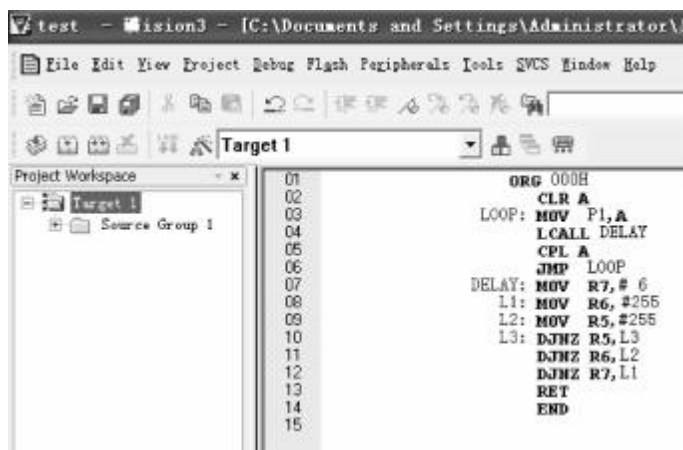 test - µision3 - [C:\Documents and Settings\Administrator\
File Edit View Project Debug Flash Peripherals Tools SVCS Window Help
Target 1
Project Workspace
Target 1
Source Group 1
01 ORG 000H
02 CLR A
03 LOOP: MOV P1,A
04 LCALL DELAY
05 CPL A
06 JMP LOOP
07 DELAY: MOV R7,# 6
08 L1: MOV R6, #255
09 L2: MOV R5,#255
10 L3: DJNZ R5,L3
11 DJNZ R6,L2
12 DJNZ R7,L1
13 RET
14 END
15